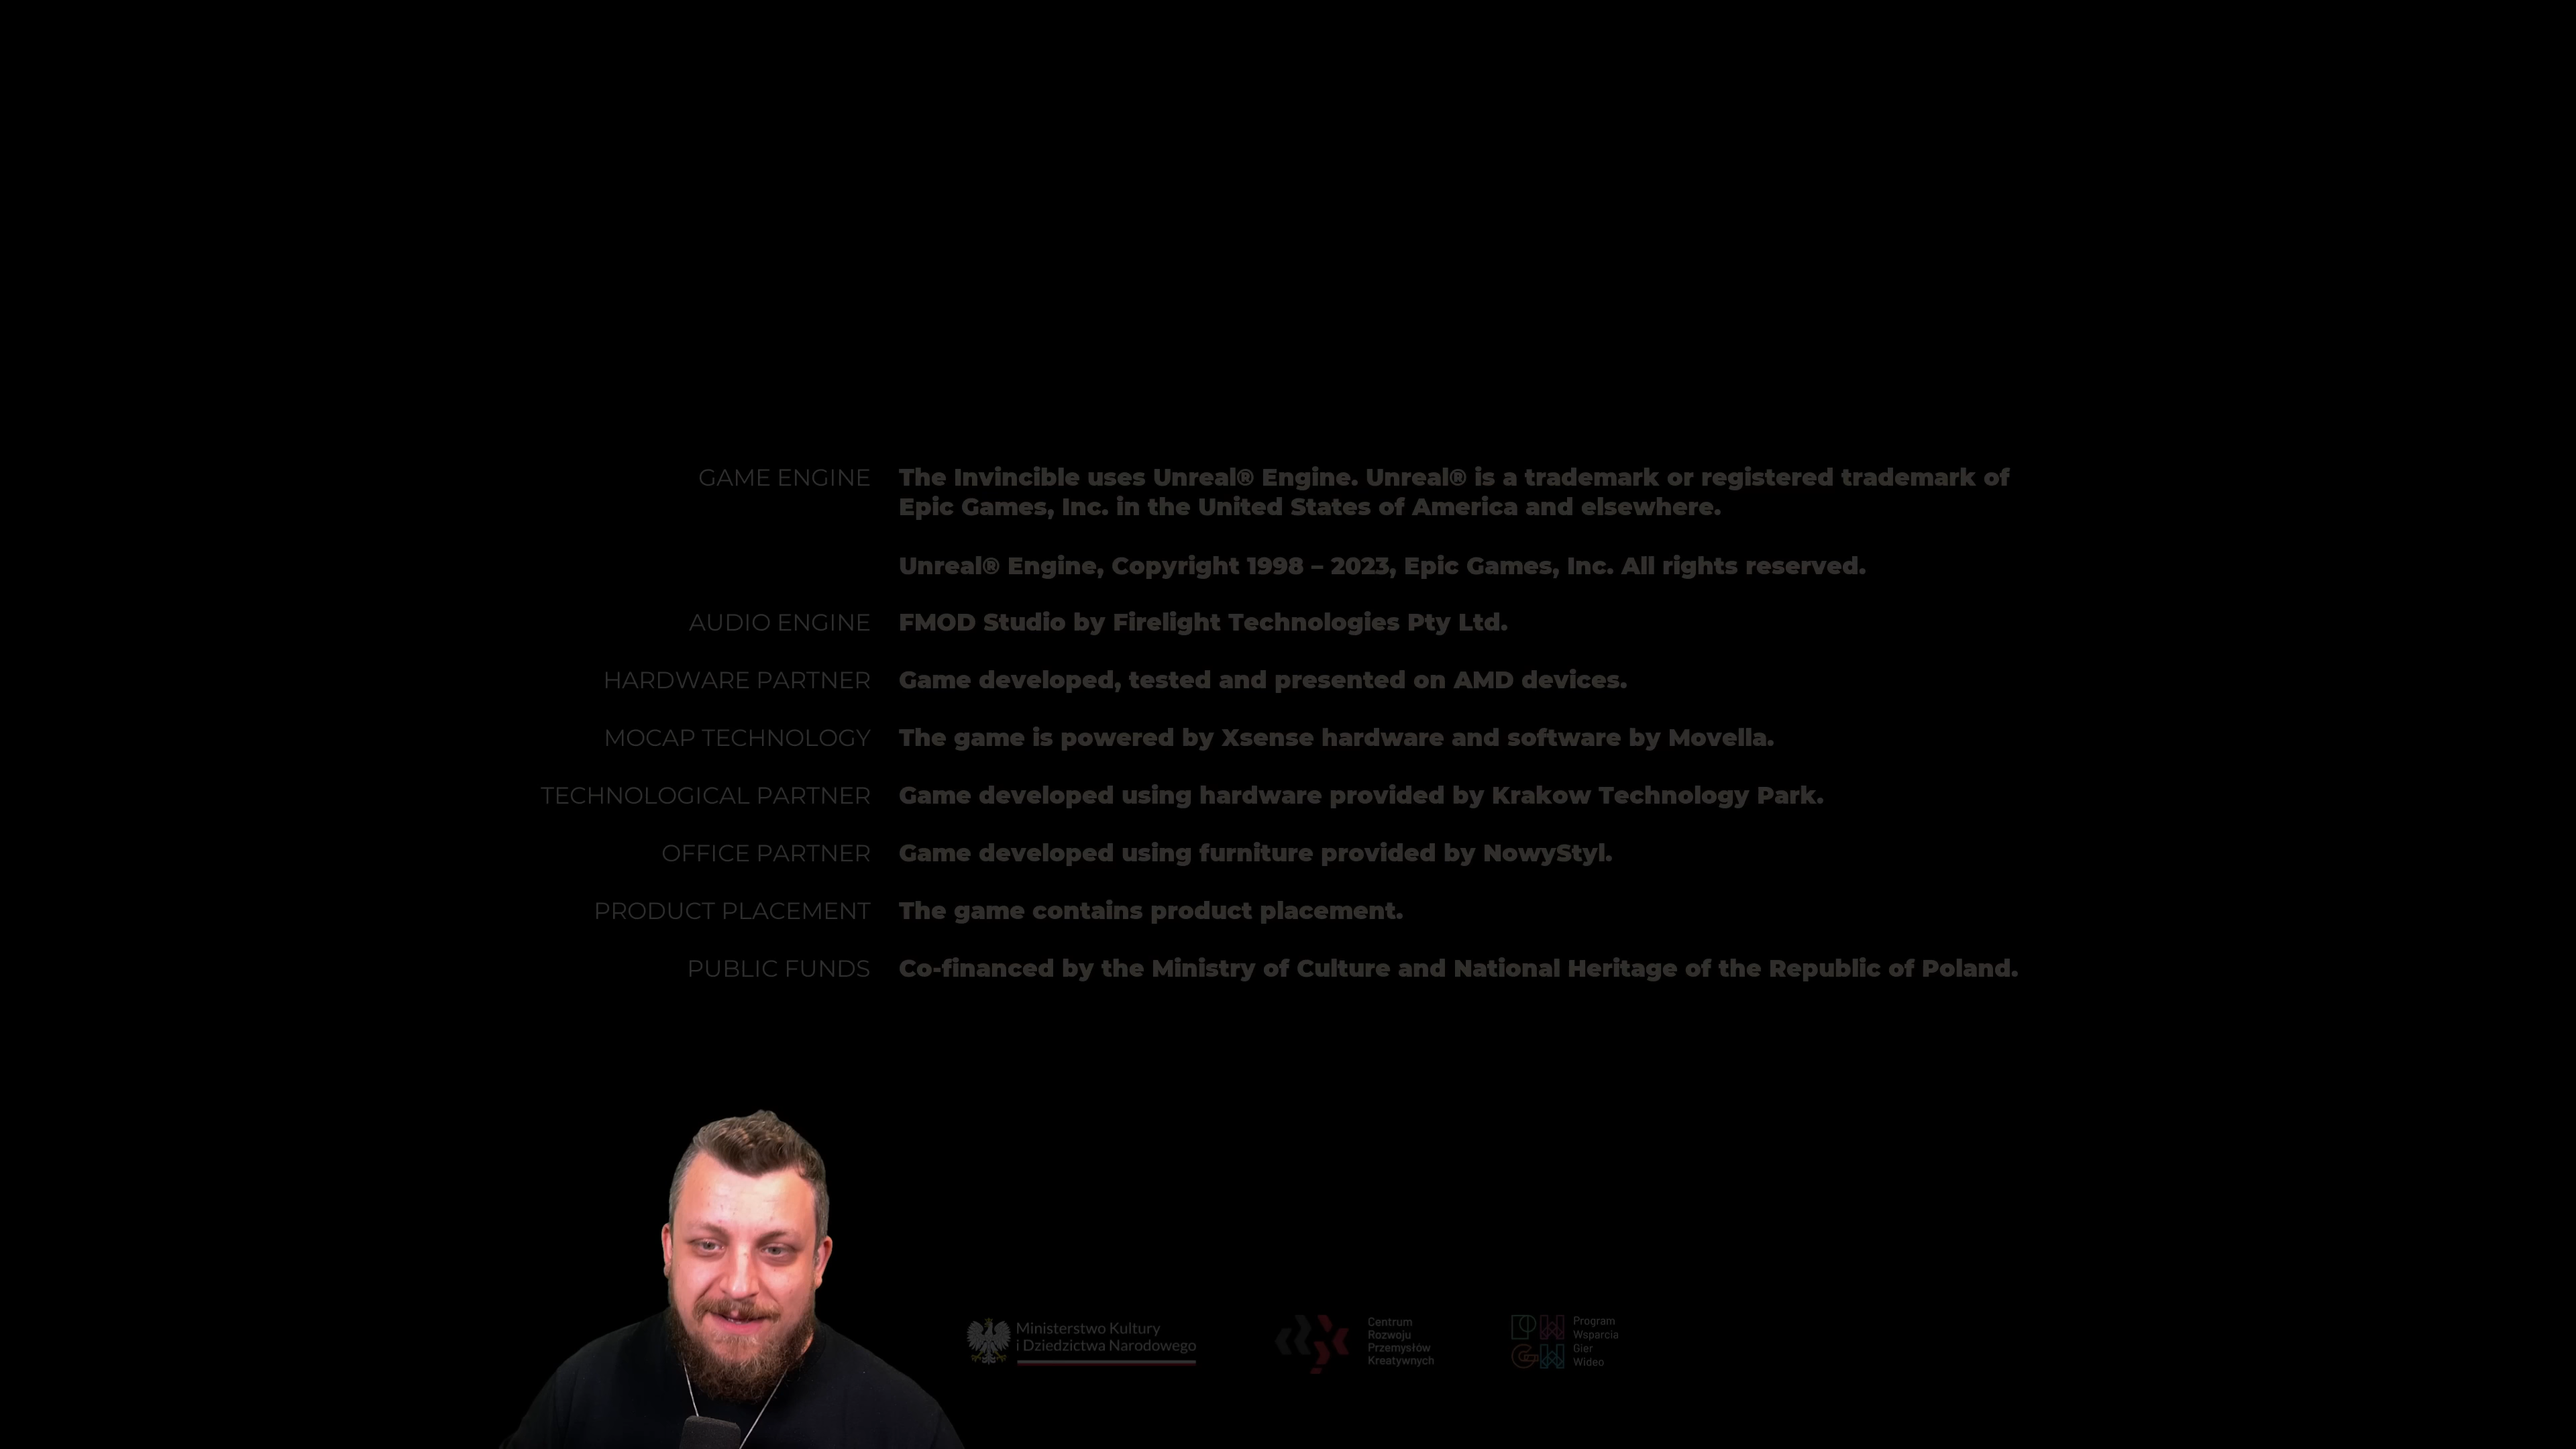 GAME ENGINE The Invincible uses Unreal® Engine. Unreal® is a trademark or registered trademark of
Epic Games, Inc. in the United States of America and elsewhere.
Unreal® Engine, Copyright 1998 – 2023, Epic Games, Inc. All rights reserved.
AUDIO ENGINE FMOD Studio by Firelight Technologies Pty Ltd.
HARDWARE PARTNER Game developed, tested and presented on AMD devices.
MOCAP TECHNOLOGY The game is powered by Xsense hardware and software by Movella.
TECHNOLOGICAL PARTNER Game developed using hardware provided by Krakow Technology Park.
OFFICE PARTNER Game developed using furniture provided by NowyStyl.
PRODUCT PLACEMENT The game contains product placement.
PUBLIC FUNDS Co-financed by the Ministry of Culture and National Heritage of the Republic of Poland.
Ministerstwo Kultury
i Dziedzictwa Narodowego
Centrum
Rozwoju
Przemysłów
Kreatywnych
Program
Wsparcia
Gier
Wideo